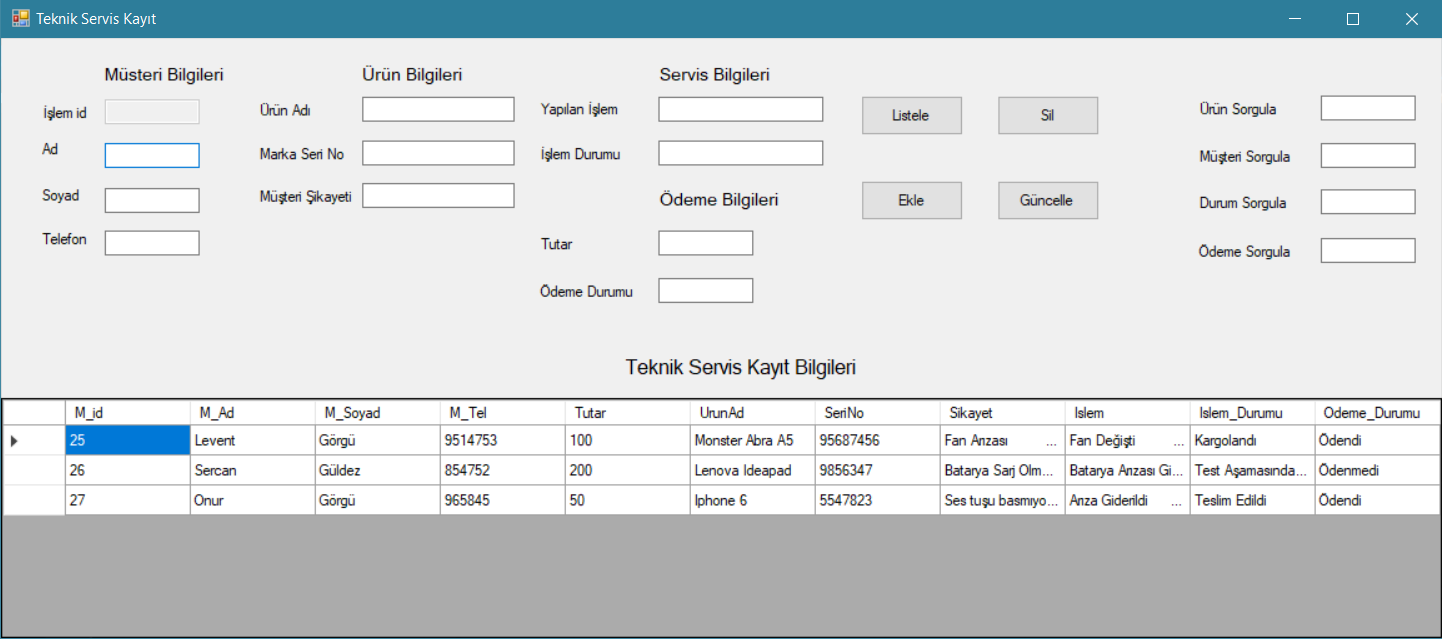 Teknik Servis Kayıt
Müsteri Bilgileri
İşlem id
Ad
Soyad
Telefon
Ürün Bilgileri
Ürün Adı
Marka Seri No
Müşteri Şikayeti
Servis Bilgileri
Yapılan İşlem
İşlem Durumu
Ödeme Bilgileri
Tutar
Ödeme Durumu
Listele Sil
Ekle Güncelle
Ürün Sorgula
Müşteri Sorgula
Durum Sorgula
Ödeme Sorgula
Teknik Servis Kayıt Bilgileri
M_id M_Ad M_Soyad M_Tel Tutar UrunAd SeriNo Sikayet Islem Islem_Durumu Odeme_Durumu
25 Levent Görgü 9514753 100 Monster Abra A5 95687456 Fan Arızası ... Fan Değişti ... Kargolandı Ödendi
26 Sercan Güldez 854752 200 Lenova Ideapad 9856347 Batarya Sarj Olm... Batarya Arızası Gi... Test Aşamasında... Ödenmedi
27 Onur Görgü 965845 50 Iphone 6 5547823 Ses tuşu basmıyo... Arıza Giderildi ... Teslim Edildi Ödendi